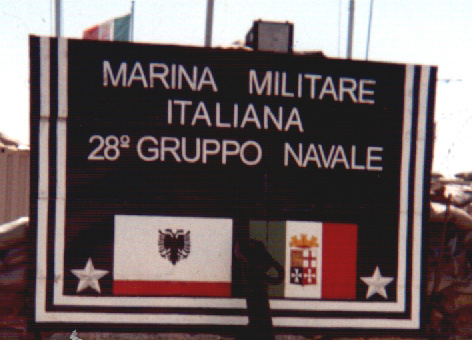 MARINA MILITARE
ITALIANA
28º GRUPPO NAVALE